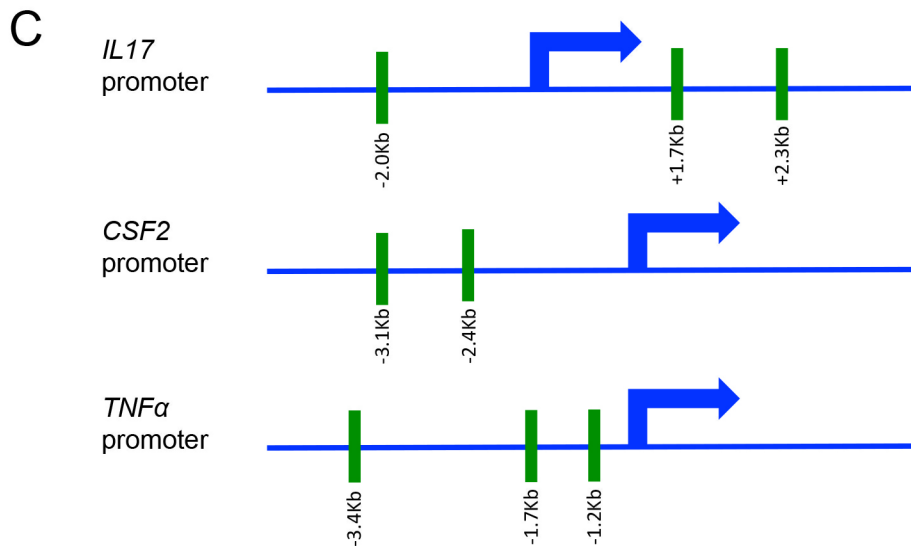 C
IL17
promoter
-2.0Kb
+1.7Kb
+2.3Kb
CSF2
promoter
-3.1Kb
-2.4Kb
TNFα
promoter
-3.4Kb
-1.7Kb
-1.2Kb